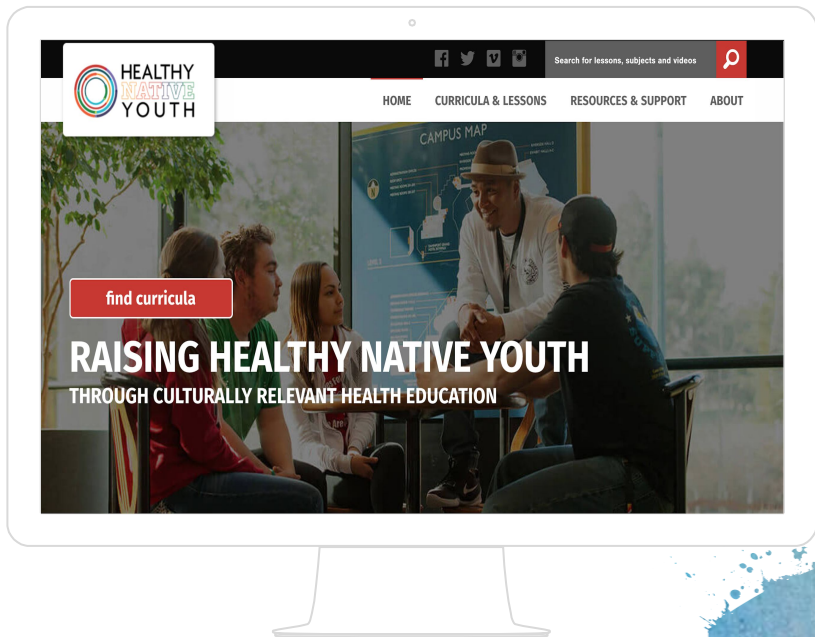 HEALTHY
NATIVE
YOUTH
Search for lessons, subjects and videos
HOME CURRICULA & LESSONS RESOURCES & SUPPORT ABOUT
CAMPUS MAP
find curricula
RAISING HEALTHY NATIVE YOUTH
THROUGH CULTURALLY RELEVANT HEALTH EDUCATION